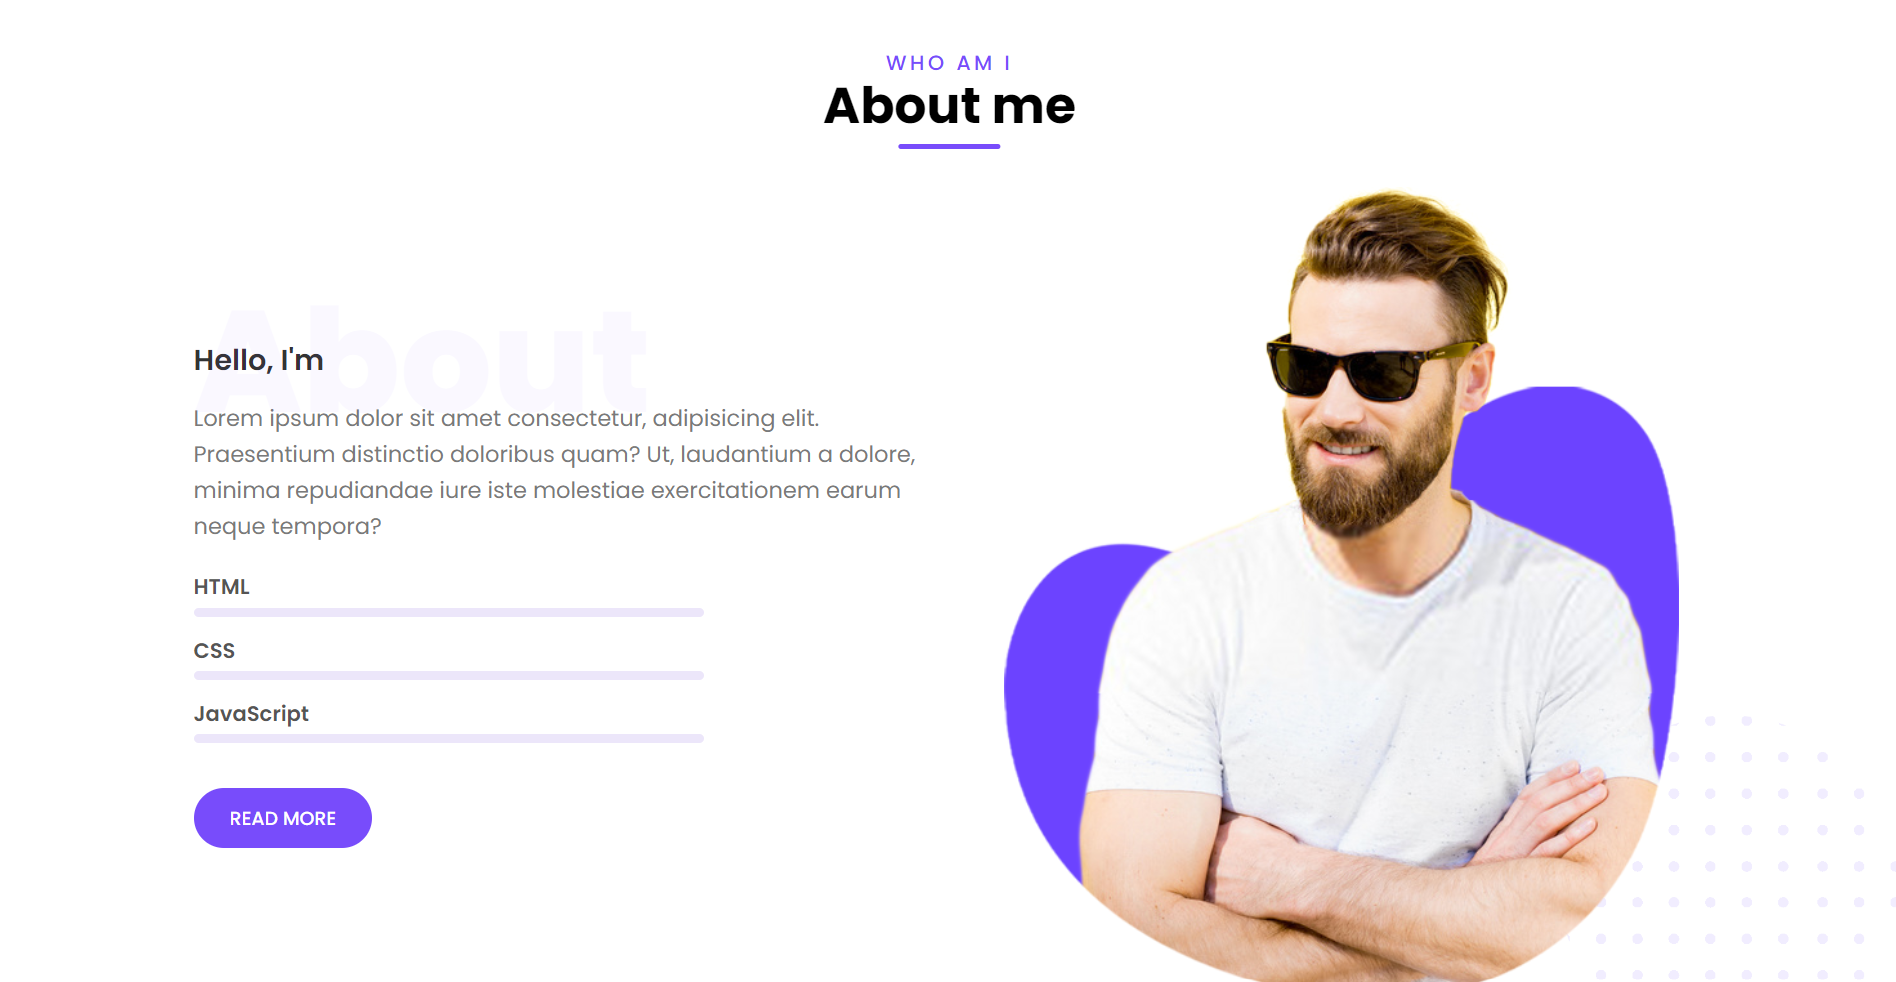 WHO AM I
About me
About
Hello, I'm
Lorem ipsum dolor sit amet consectetur, adipisicing elit.
Praesentium distinctio doloribus quam? Ut, laudantium a dolore,
minima repudiandae iure iste molestiae exercitationem earum
neque tempora?
HTML
CSS
JavaScript
READ MORE